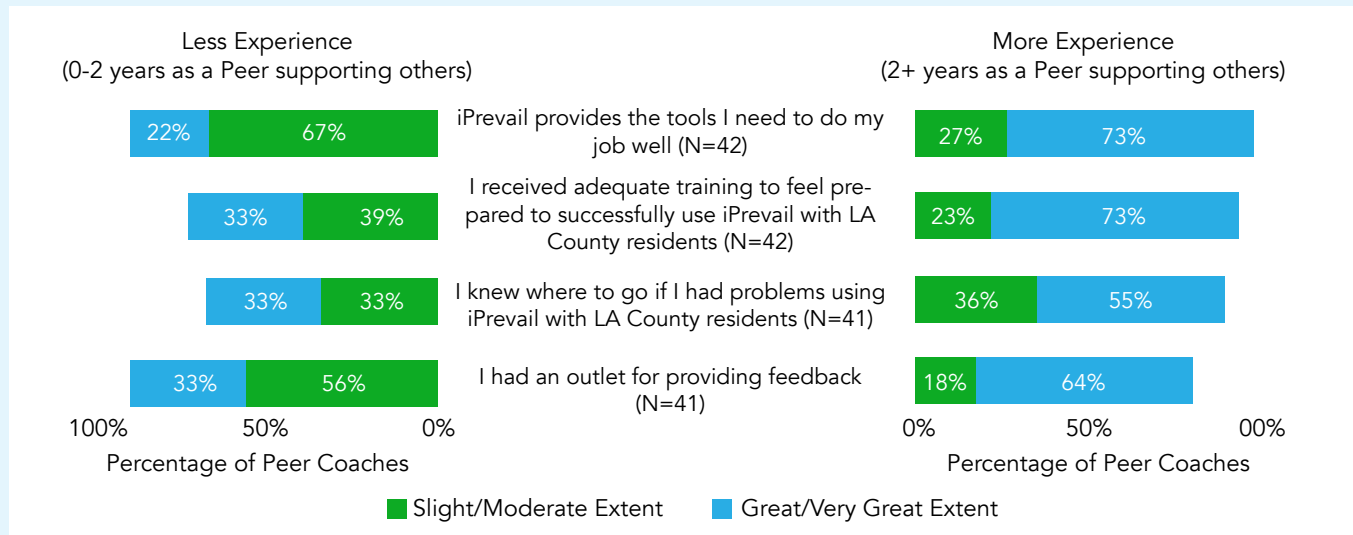 Less Experience
(0-2 years as a Peer supporting others)
More Experience
(2+ years as a Peer supporting others)
22% 67%
iPrevail provides the tools I need to do my
job well (N=42)
27% 73%
33% 39%
I received adequate training to feel pre-
pared to successfully use iPrevail with LA
County residents (N=42)
23% 73%
33% 33%
I knew where to go if I had problems using
iPrevail with LA County residents (N=41)
36% 55%
33% 56%
I had an outlet for providing feedback
(N=41)
18% 64%
100% 50% 0%
0% 50% 00%
Percentage of Peer Coaches
Percentage of Peer Coaches
Slight/Moderate Extent
Great/Very Great Extent